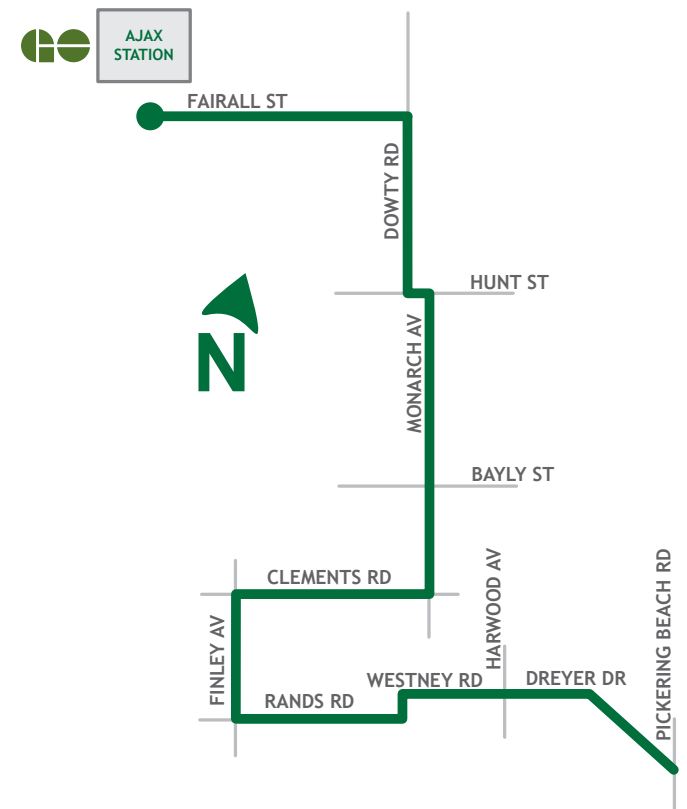 GO
AJAX
STATION
FAIRALL ST
DOWTY RD
HUNT ST
N
MONARCH AV
BAYLY ST
CLEMENTS RD
HARWOOD AV
PICKERING BEACH RD
FINLEY AV
WESTNEY RD
DREYER DR
RANDS RD